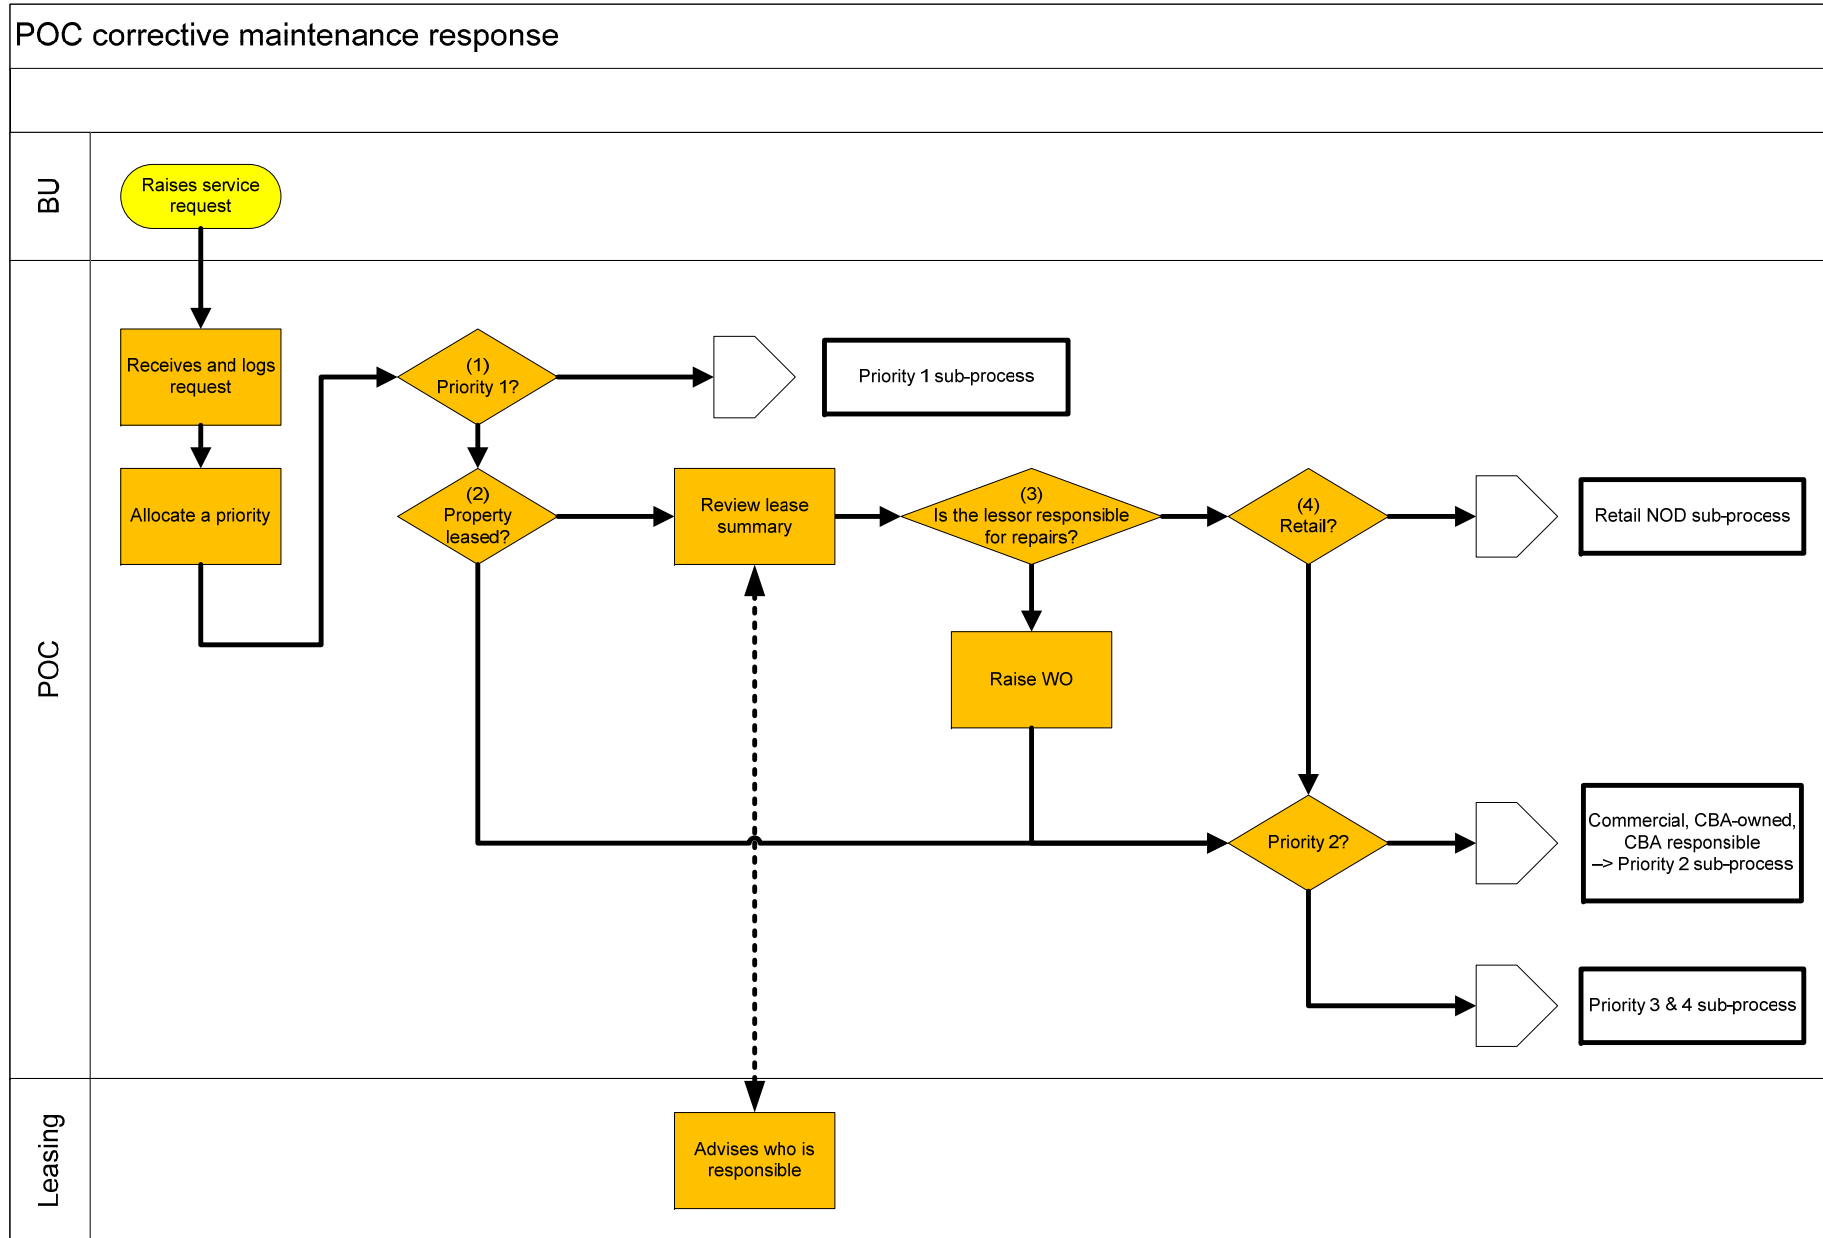 POC corrective maintenance response
BU
Raises service
request
POC
Receives and logs
request
(1)
Priority 1?
Priority 1 sub-process
Allocate a priority
(2)
Property
leased?
Review lease
summary
(3)
Is the lessor responsible
for repairs?
(4)
Retail?
Retail NOD sub-process
Raise WO
Priority 2?
Commercial, CBA-owned,
CBA responsible
–> Priority 2 sub-process
Priority 3 & 4 sub-process
Leasing
Advises who is
responsible